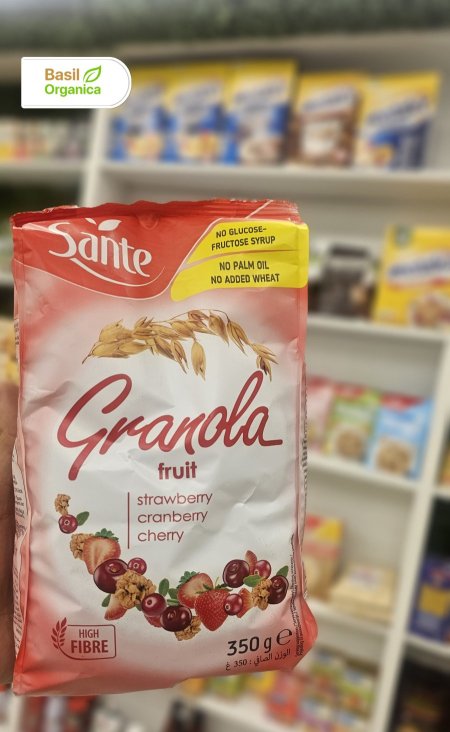 Basil
Organica
Sante
NO GLUCOSE-
FRUCTOSE SYRUP
NO PALM OIL
NO ADDED WHEAT
Granola
fruit
strawberry
cranberry
cherry
HIGH
FIBRE
350 g e
الوزن الصافي : 350 غ